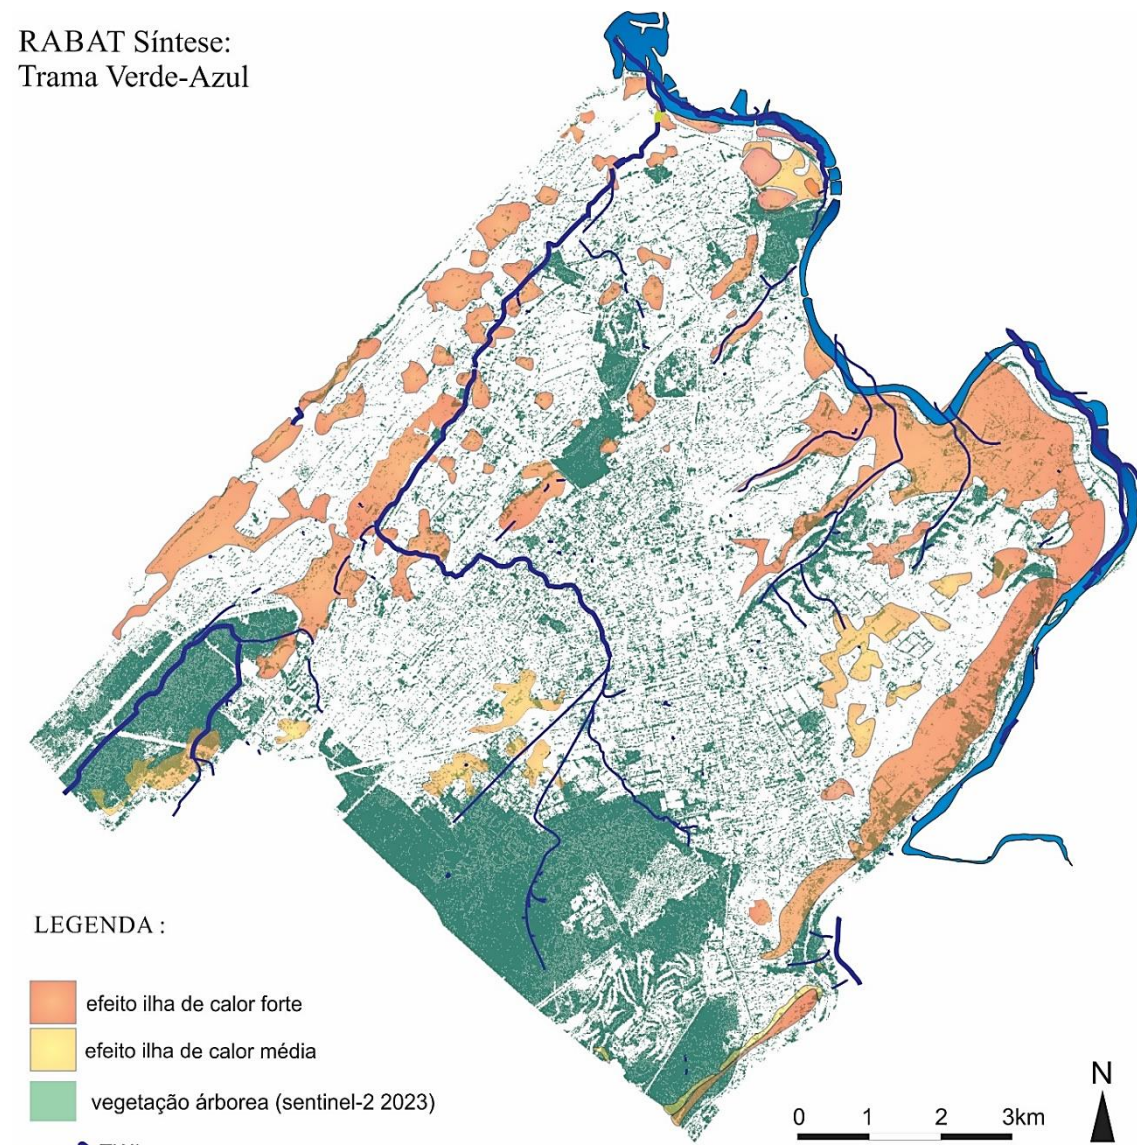 RABAT Síntese:
Trama Verde-Azul
LEGENDA :
efeito ilha de calor forte
efeito ilha de calor média
vegetação árborea (sentinel-2 2023)
N
0 1 2 3km